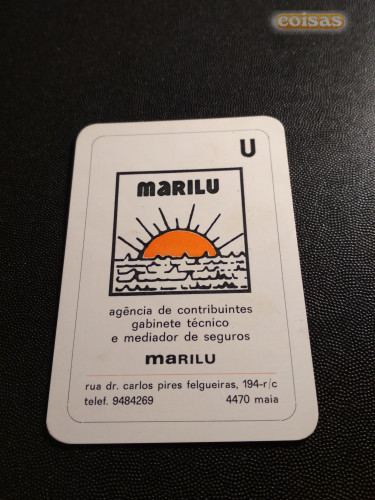 coisas
U
MARILU
agência de contribuintes
gabinete técnico
e mediador de seguros
MARILU
rua dr. carlos pires felgueiras, 194-r/c
telef. 9484269 4470 maia